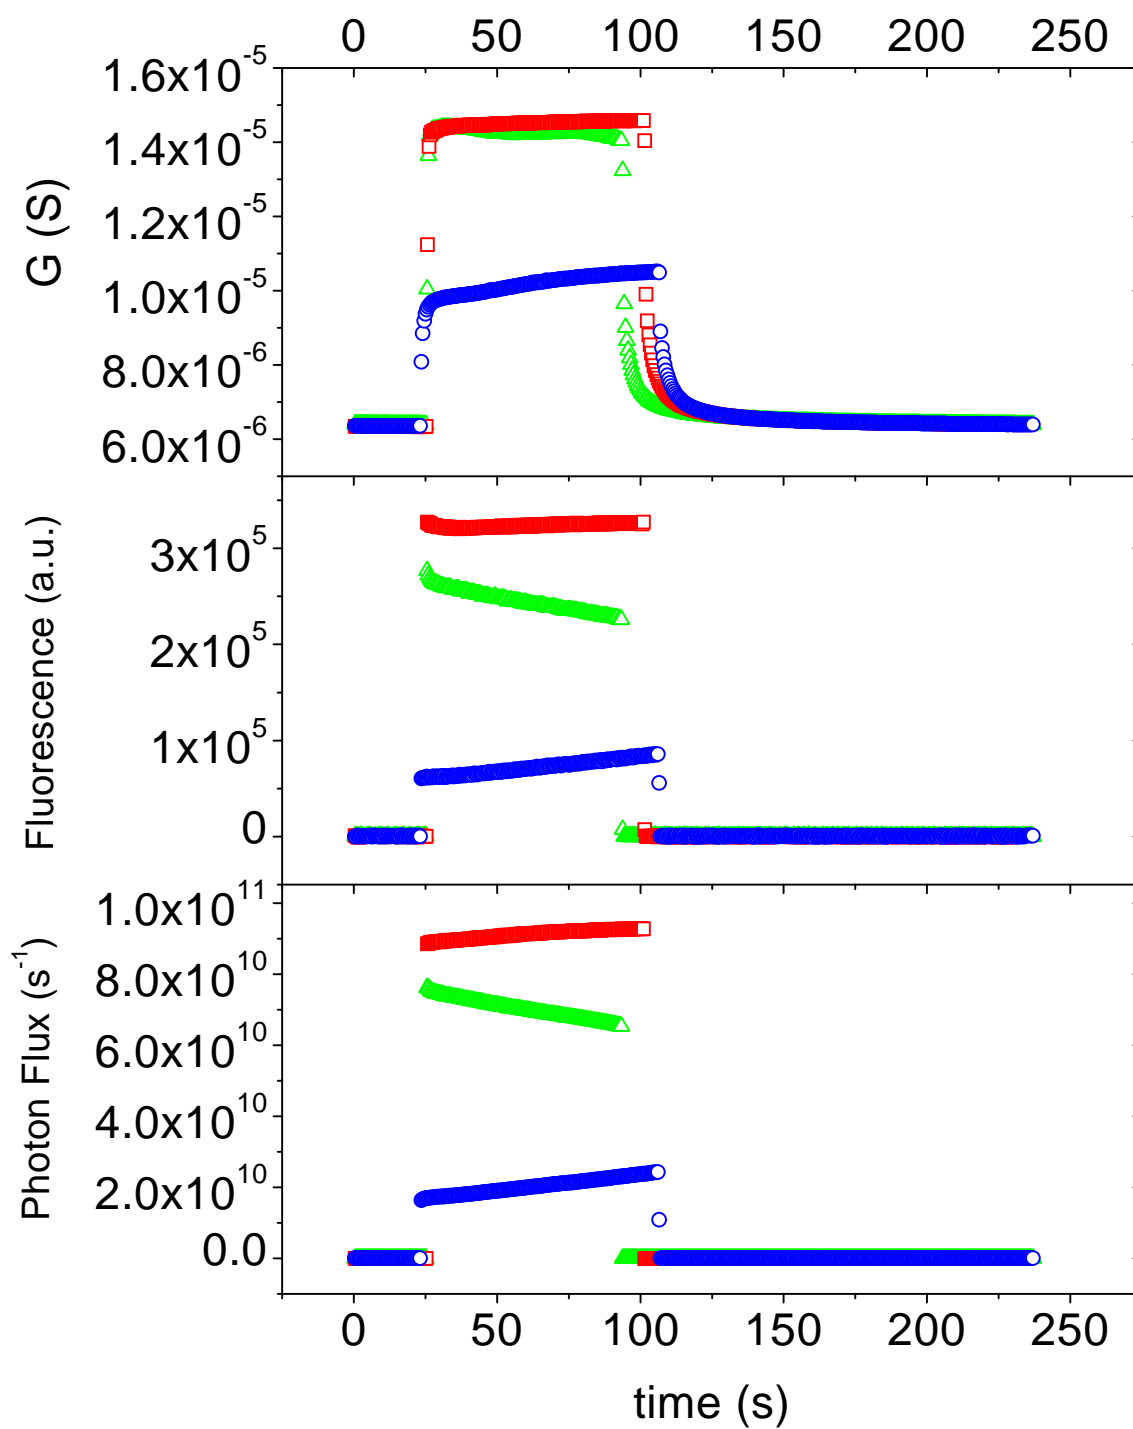 0 50 100 150 200 250
G (S)
1.6x10⁻⁵
1.4x10⁻⁵
1.2x10⁻⁵
1.0x10⁻⁵
8.0x10⁻⁶
6.0x10⁻⁶
Fluorescence (a.u.)
3x10⁵
2x10⁵
1x10⁵
0
Photon Flux (s⁻¹)
1.0x10¹¹
8.0x10¹⁰
6.0x10¹⁰
4.0x10¹⁰
2.0x10¹⁰
0.0
0 50 100 150 200 250
time (s)